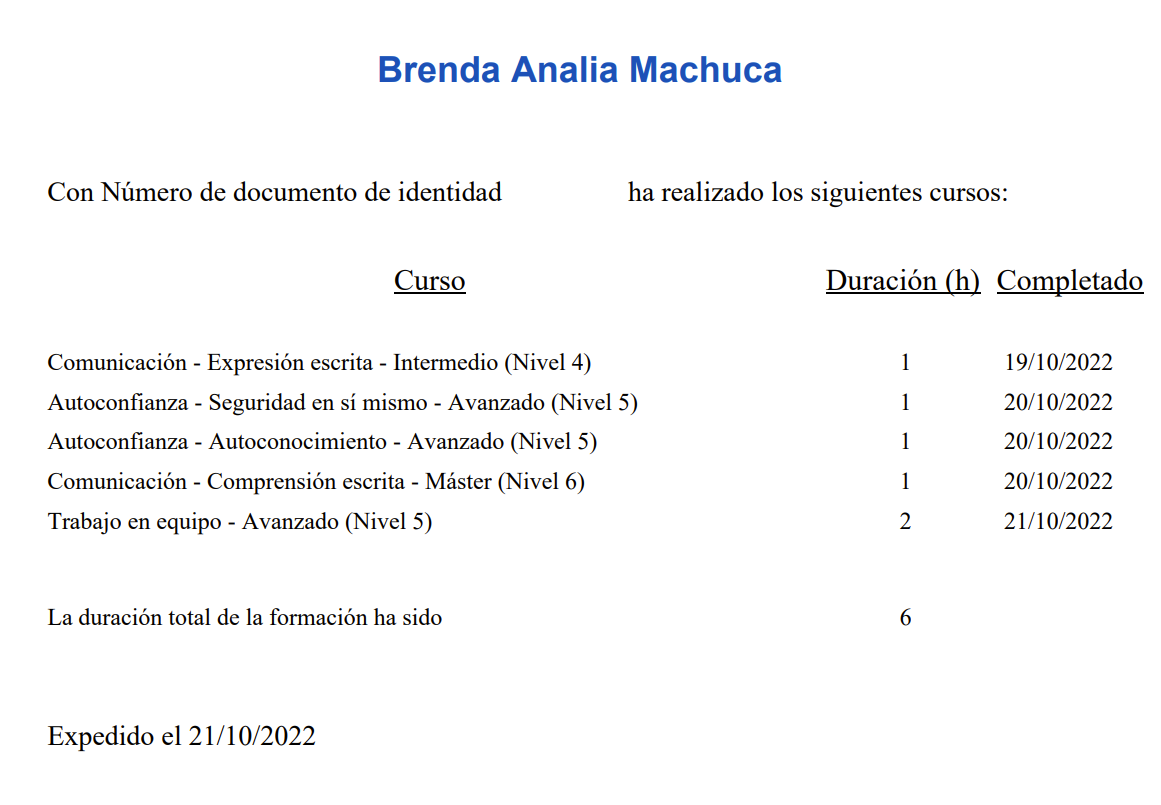 Brenda Analia Machuca
Con Número de documento de identidad ha realizado los siguientes cursos:
Curso Duración (h) Completado
Comunicación - Expresión escrita - Intermedio (Nivel 4) 1 19/10/2022
Autoconfianza - Seguridad en sí mismo - Avanzado (Nivel 5) 1 20/10/2022
Autoconfianza - Autoconocimiento - Avanzado (Nivel 5) 1 20/10/2022
Comunicación - Comprensión escrita - Máster (Nivel 6) 1 20/10/2022
Trabajo en equipo - Avanzado (Nivel 5) 2 21/10/2022
La duración total de la formación ha sido 6
Expedido el 21/10/2022